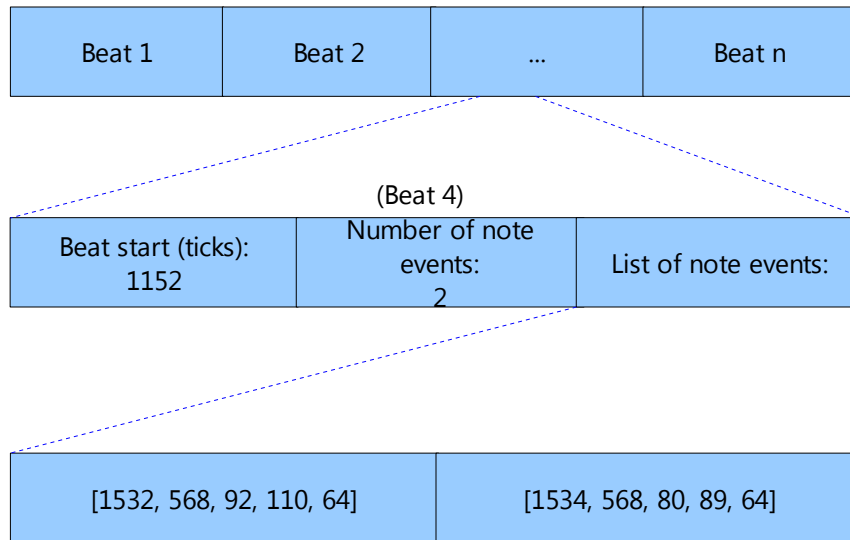 Beat 1
Beat 2
...
Beat n
(Beat 4)
Beat start (ticks):
1152
Number of note
events:
2
List of note events:
[1532, 568, 92, 110, 64]
[1534, 568, 80, 89, 64]